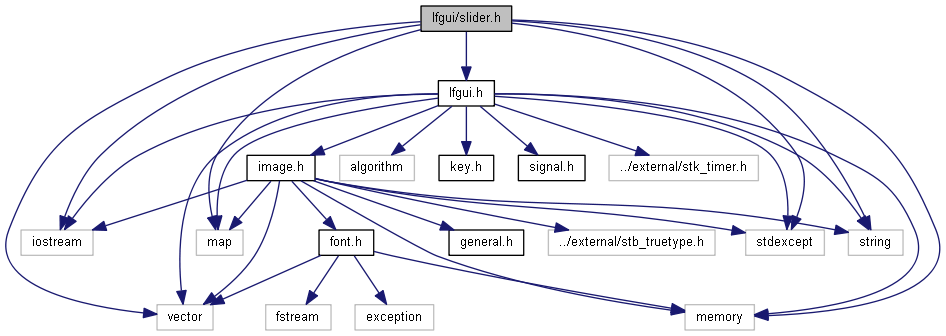 lfgui/slider.h
lfgui.h
image.h
algorithm
key.h
signal.h
../external/stk_timer.h
iostream
map
font.h
general.h
../external/stb_truetype.h
stdexcept
string
vector
fstream
exception
memory